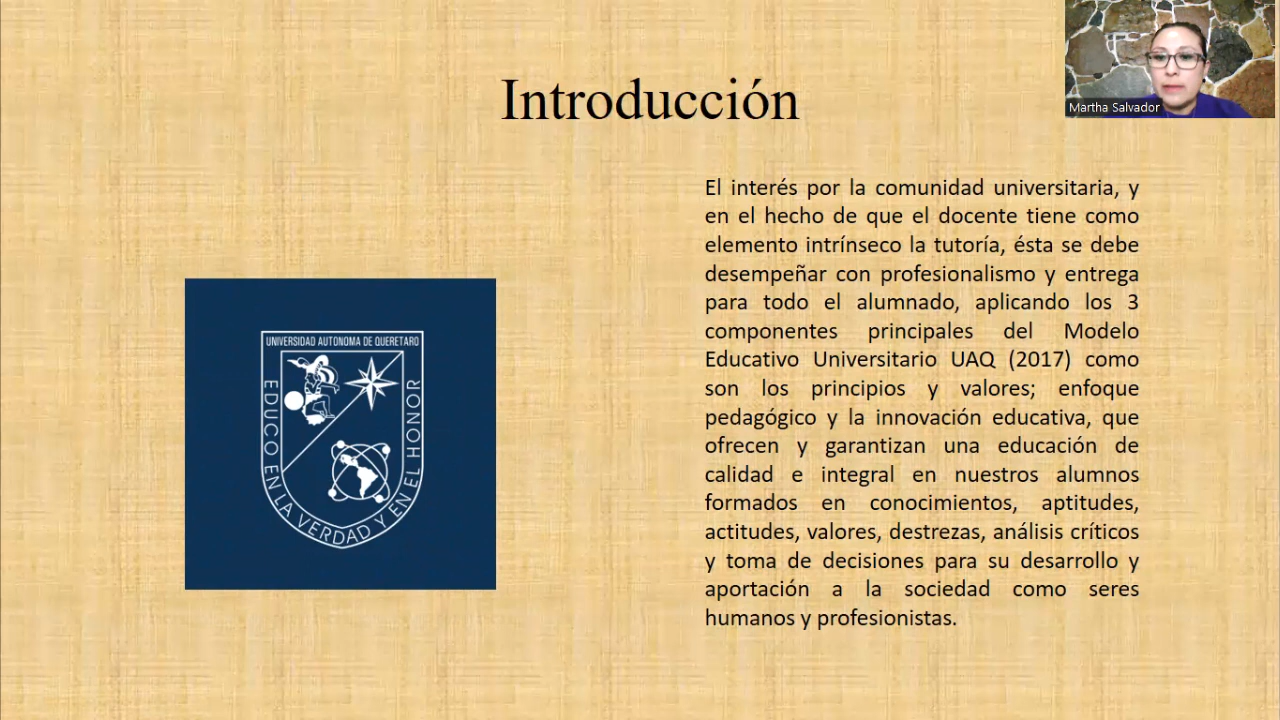 Introducción
Martha Salvador
El interés por la comunidad universitaria, y
en el hecho de que el docente tiene como
elemento intrínseco la tutoría, ésta se debe
desempeñar con profesionalismo y entrega
para todo el alumnado, aplicando los 3
componentes principales del Modelo
Educativo Universitario UAQ (2017) como
son los principios y valores; enfoque
pedagógico y la innovación educativa, que
ofrecen y garantizan una educación de
calidad e integral en nuestros alumnos
formados en conocimientos, aptitudes,
actitudes, valores, destrezas, análisis críticos
y toma de decisiones para su desarrollo y
aportación a la sociedad como seres
humanos y profesionistas.
UNIVERSIDAD AUTONOMA DE QUERETARO
EDUCO EN LA VERDAD Y EN EL HONOR